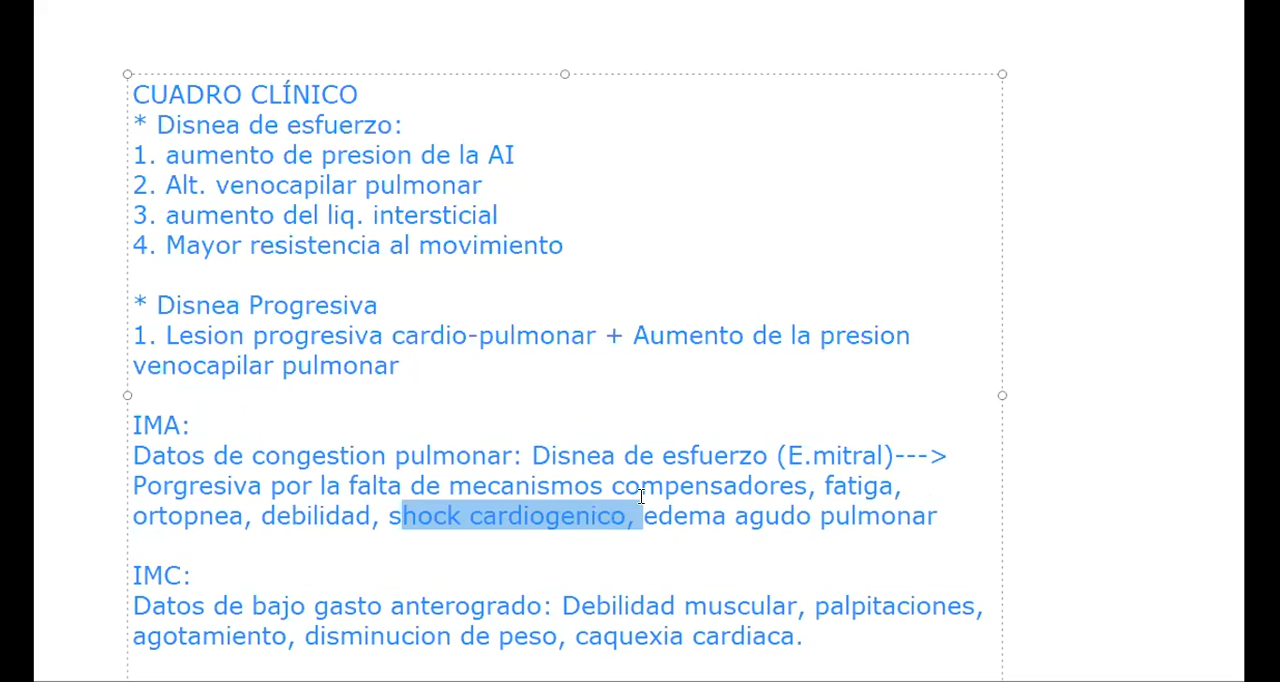 CUADRO CLÍNICO
* Disnea de esfuerzo:
1. aumento de presion de la AI
2. Alt. venocapilar pulmonar
3. aumento del liq. intersticial
4. Mayor resistencia al movimiento
* Disnea Progresiva
1. Lesion progresiva cardio-pulmonar + Aumento de la presion
venocapilar pulmonar
IMA:
Datos de congestion pulmonar: Disnea de esfuerzo (E.mitral)--->
Porgresiva por la falta de mecanismos compensadores, fatiga,
ortopnea, debilidad, shock cardiogenico, edema agudo pulmonar
IMC:
Datos de bajo gasto anterogrado: Debilidad muscular, palpitaciones,
agotamiento, disminucion de peso, caquexia cardiaca.